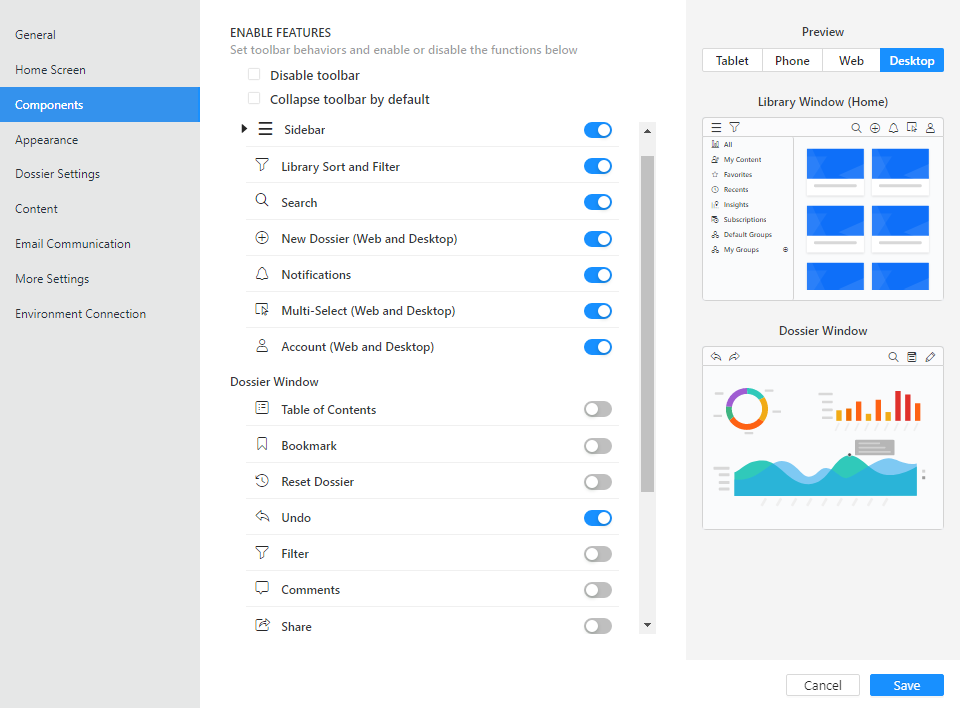 General
Home Screen
Components
Appearance
Dossier Settings
Content
Email Communication
More Settings
Environment Connection
ENABLE FEATURES
Set toolbar behaviors and enable or disable the functions below
Disable toolbar
Collapse toolbar by default
Sidebar
Library Sort and Filter
Search
New Dossier (Web and Desktop)
Notifications
Multi-Select (Web and Desktop)
Account (Web and Desktop)
Dossier Window
Table of Contents
Bookmark
Reset Dossier
Undo
Filter
Comments
Share
Preview
Tablet Phone Web Desktop
Library Window (Home)
All
My Content
Favorites
Recents
Insights
Subscriptions
Default Groups
My Groups
Dossier Window
Cancel Save